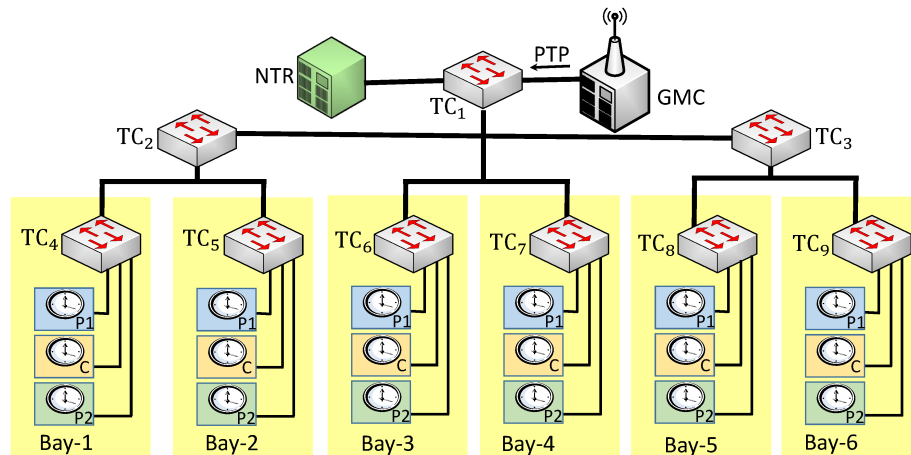 PTP
NTR
TC1
GMC
TC2
TC3
TC4
TC5
TC6
TC7
TC8
TC9
P1
P1
P1
P1
P1
P1
C
C
C
C
C
C
P2
P2
P2
P2
P2
P2
Bay-1
Bay-2
Bay-3
Bay-4
Bay-5
Bay-6